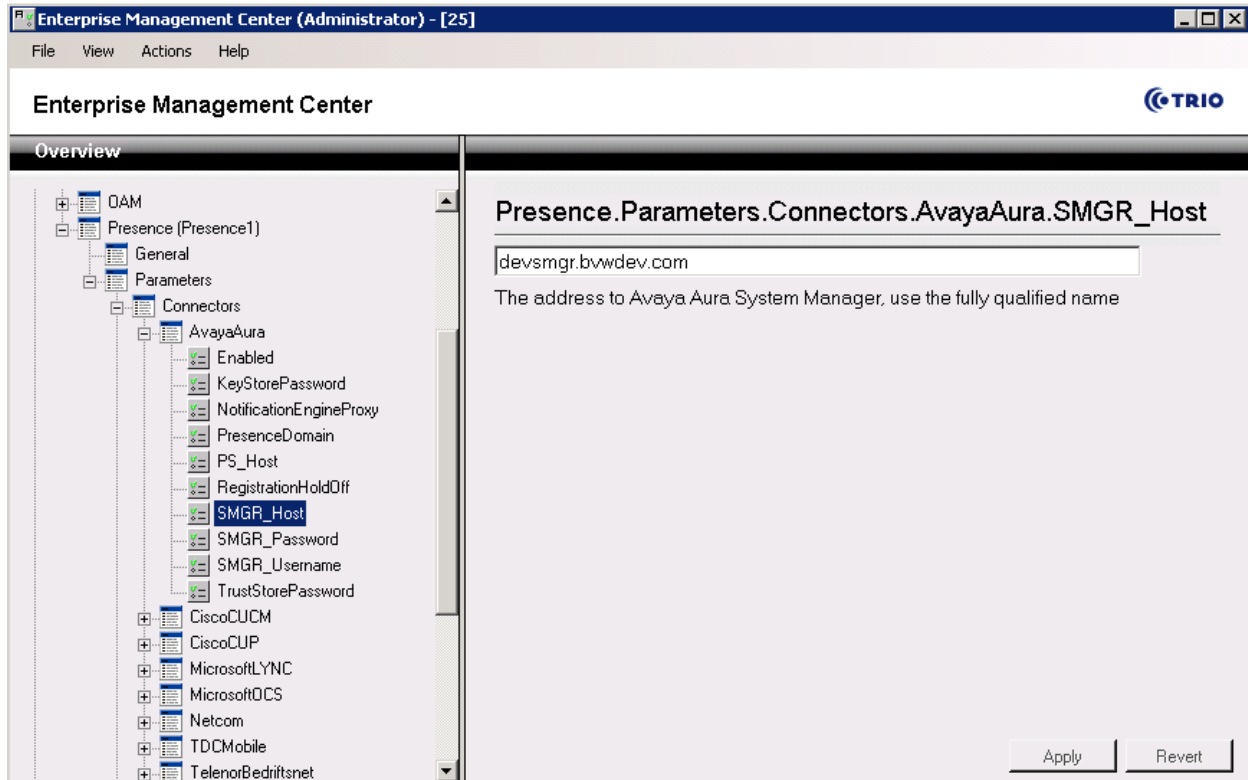 Enterprise Management Center (Administrator) - [25]
File View Actions Help
Enterprise Management Center
TRIO
Overview
OAM
Presence (Presence1)
General
Parameters
Connectors
AvayaAura
Enabled
KeyStorePassword
NotificationEngineProxy
PresenceDomain
PS_Host
RegistrationHoldOff
SMGR_Host
SMGR_Password
SMGR_Username
TrustStorePassword
CiscoCUCM
CiscoCUP
MicrosoftLYNC
MicrosoftOCS
Netcom
TDCMobile
TelenorBedriftsnet
Presence.Parameters.Connectors.AvayaAura.SMGR_Host
devsmgr.bvwdev.com
The address to Avaya Aura System Manager, use the fully qualified name
Apply Revert